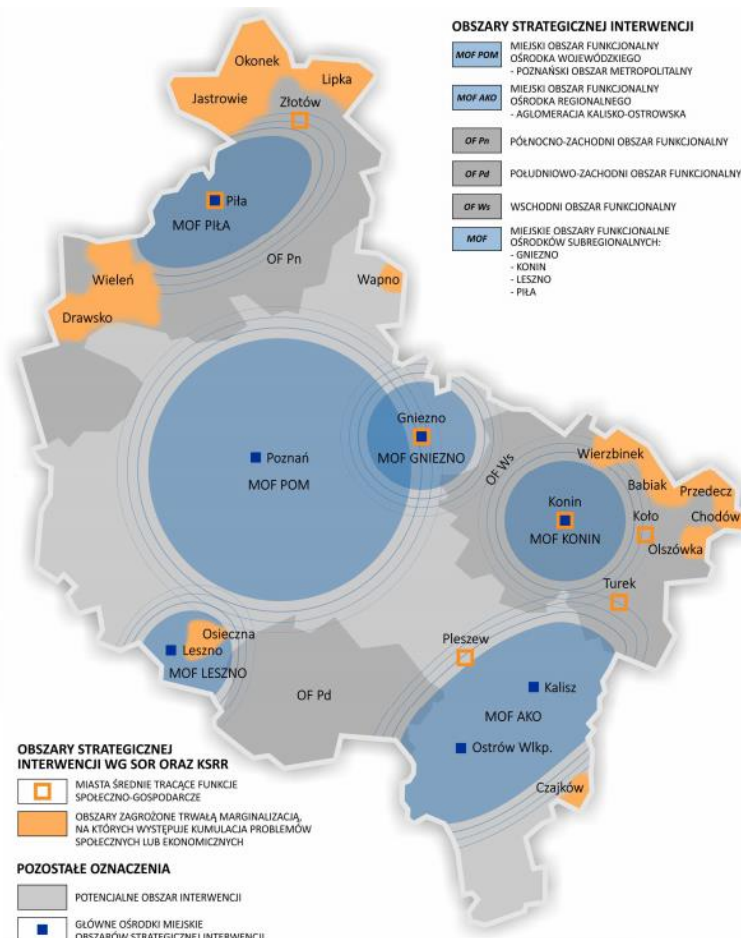 OBSZARY STRATEGICZNEJ INTERWENCJI
MOF POM
MIEJSKI OBSZAR FUNKCJONALNY
OŚRODKA WOJEWÓDZKIEGO
- POZNAŃSKI OBSZAR METROPOLITALNY
MOF AKO
MIEJSKI OBSZAR FUNKCJONALNY
OŚRODKA REGIONALNEGO
- AGLOMERACJA KALISKO-OSTROWSKA
OF Pn
PÓŁNOCNO-ZACHODNI OBSZAR FUNKCJONALNY
OF Pd
POŁUDNIOWO-ZACHODNI OBSZAR FUNKCJONALNY
OF Ws
WSCHODNI OBSZAR FUNKCJONALNY
MOF
MIEJSKIE OBSZARY FUNKCJONALNE
OŚRODKÓW SUBREGIONALNYCH:
- GNIEZNO
- KONIN
- LESZNO
- PIŁA
Okonek
Lipka
Jastrowie
Złotów
Piła
MOF PIŁA
OF Pn
Wieleń
Wapno
Drawsko
Gniezno
MOF GNIEZNO
Poznań
MOF POM
OF Ws
Wierzbinek
Babiak
Przedecz
Konin
Chodów
Koło
MOF KONIN
Olszówka
Turek
Osieczna
Leszno
MOF LESZNO
Pleszew
OF Pd
Kalisz
MOF AKO
Ostrów Wlkp.
Czajków
OBSZARY STRATEGICZNEJ
INTERWENCJI WG SOR ORAZ KSRR
MIASTA ŚREDNIE TRACĄCE FUNKCJE
SPOŁECZNO-GOSPODARCZE
OBSZARY ZAGROŻONE TRWAŁĄ MARGINALIZACJĄ,
NA KTÓRYCH WYSTĘPUJE KUMULACJA PROBLEMÓW
SPOŁECZNYCH LUB EKONOMICZNYCH
POZOSTAŁE OZNACZENIA
POTENCJALNE OBSZAR INTERWENCJI
GŁÓWNE OŚRODKI MIEJSKIE
OBSZARÓW STRATEGICZNEJ INTERWENCJI